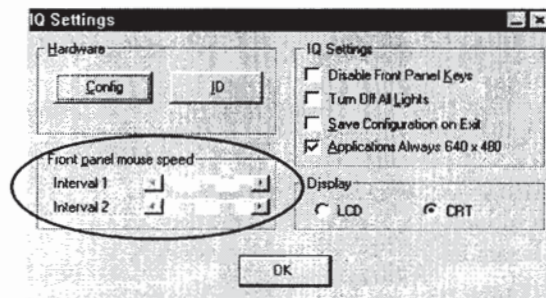 IQ Settings
Hardware
Config
ID
Front panel mouse speed
Interval 1
Interval 2
IQ Settings
Disable Front Panel Keys
Turn Off All Lights
Save Configuration on Exit
Applications Always 640 x 480
Display
LCD
CRT
OK